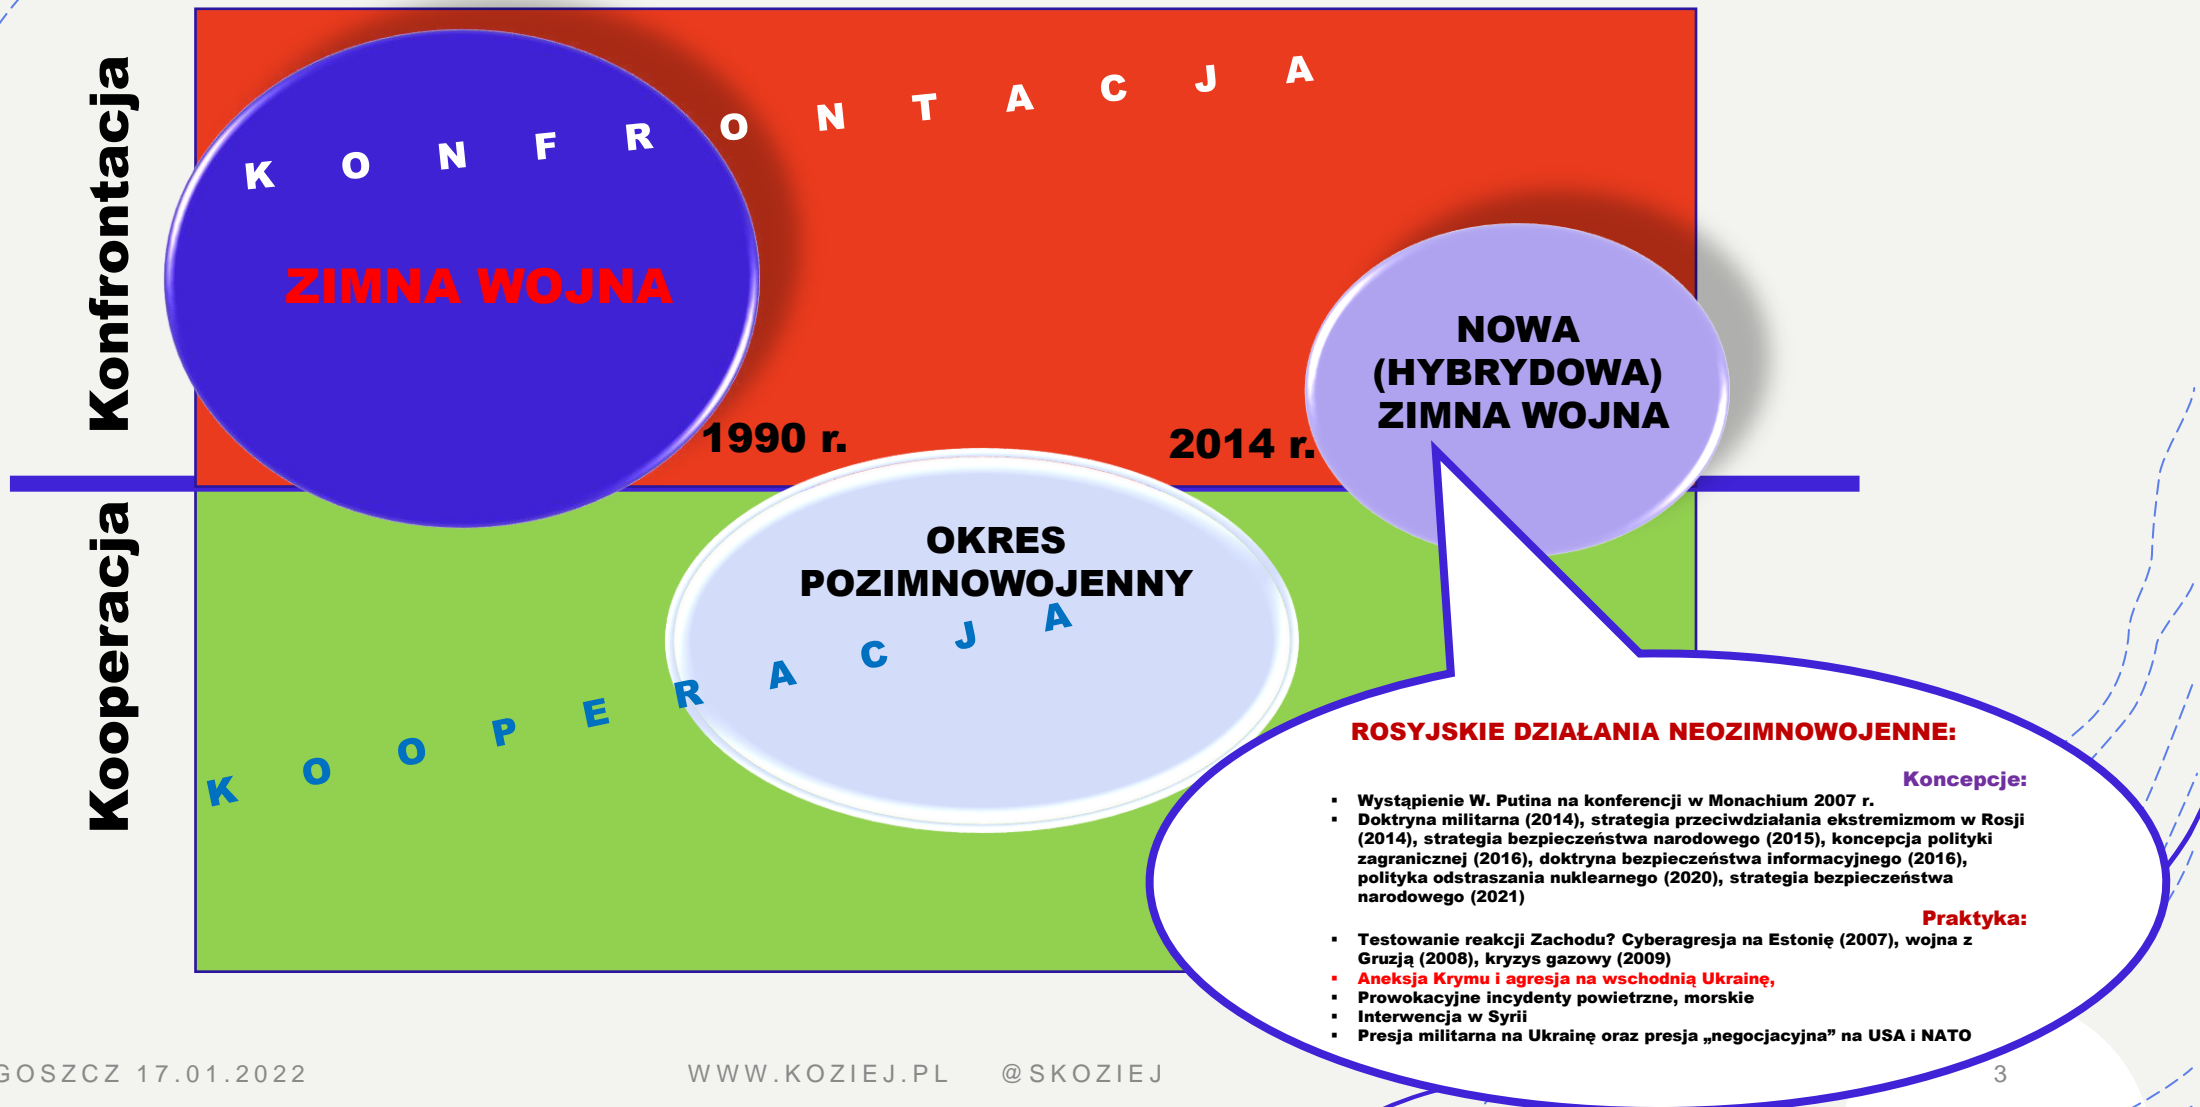 Konfrontacja
KONFRONTACJA
ZIMNA WOJNA
NOWA
(HYBRYDOWA)
ZIMNA WOJNA
1990 r.
2014 r.
Kooperacja
OKRES
POZIMNOWOJENNY
KOOPERACJA
ROSYJSKIE DZIAŁANIA NEOZIMNOWOJENNE:
Koncepcje:
▪ Wystąpienie W. Putina na konferencji w Monachium 2007 r.
▪ Doktryna militarna (2014), strategia przeciwdziałania ekstremizmom w Rosji
(2014), strategia bezpieczeństwa narodowego (2015), koncepcja polityki
zagranicznej (2016), doktryna bezpieczeństwa informacyjnego (2016),
polityka odstraszania nuklearnego (2020), strategia bezpieczeństwa
narodowego (2021)
Praktyka:
▪ Testowanie reakcji Zachodu? Cyberagresja na Estonię (2007), wojna z
Gruzją (2008), kryzys gazowy (2009)
▪ Aneksja Krymu i agresja na wschodnią Ukrainę,
▪ Prowokacyjne incydenty powietrzne, morskie
▪ Interwencja w Syrii
▪ Presja militarna na Ukrainę oraz presja „negocjacyjna” na USA i NATO
GOSZCZ 17.01.2022
WWW.KOZIEJ.PL @SKOZIEJ
3